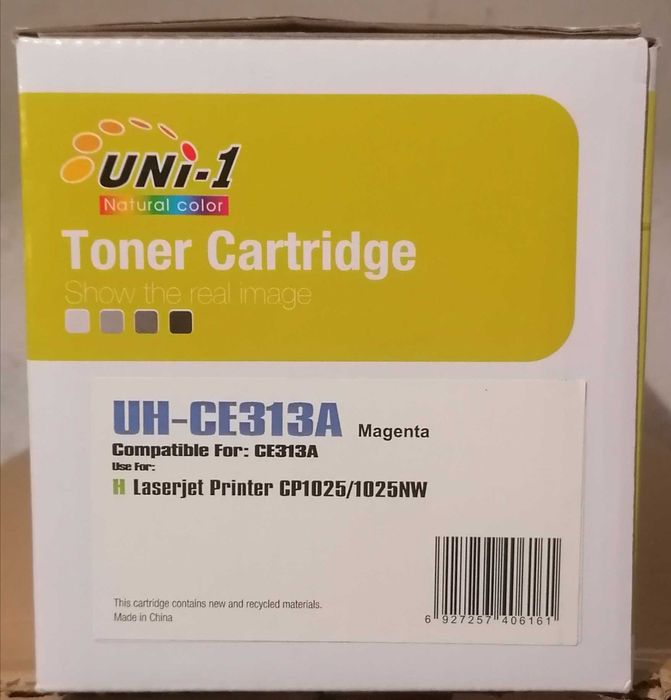 UNi-1
Natural color
Toner Cartridge
Show the real image
UH-CE313A Magenta
Compatible For: CE313A
Use For:
H Laserjet Printer CP1025/1025NW
This cartridge contains new and recycled materials.
Made in China
6 927257 406161